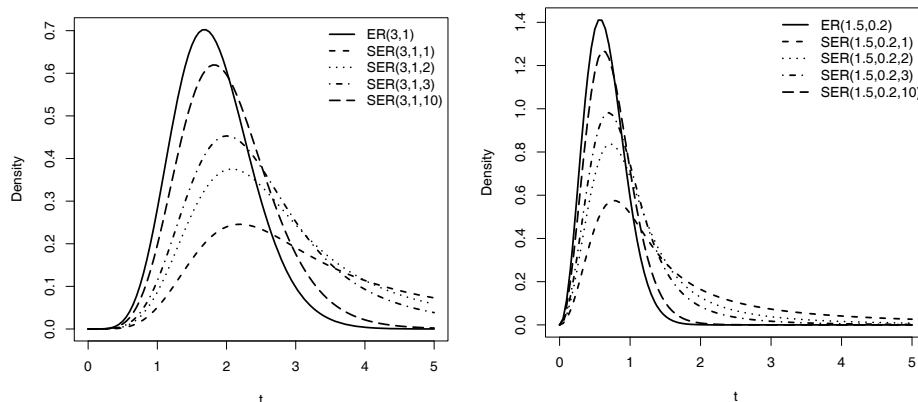 0.7
0.6
0.5
0.4
0.3
0.2
0.1
0.0
Density
ER(3,1)
SER(3,1,1)
SER(3,1,2)
SER(3,1,3)
SER(3,1,10)
0 1 2 3 4 5
t
1.4
1.2
1.0
0.8
0.6
0.4
0.2
0.0
Density
ER(1.5,0.2)
SER(1.5,0.2,1)
SER(1.5,0.2,2)
SER(1.5,0.2,3)
SER(1.5,0.2,10)
0 1 2 3 4 5
t